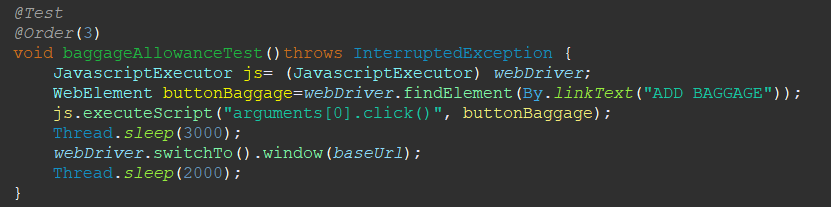 @Test
@Order(3)
void baggageAllowanceTest()throws InterruptedException {
    JavascriptExecutor js= (JavascriptExecutor) webDriver;
    WebElement buttonBaggage=webDriver.findElement(By.linkText("ADD BAGGAGE"));
    js.executeScript("arguments[0].click()", buttonBaggage);
    Thread.sleep(3000);
    webDriver.switchTo().window(baseUrl);
    Thread.sleep(2000);
}